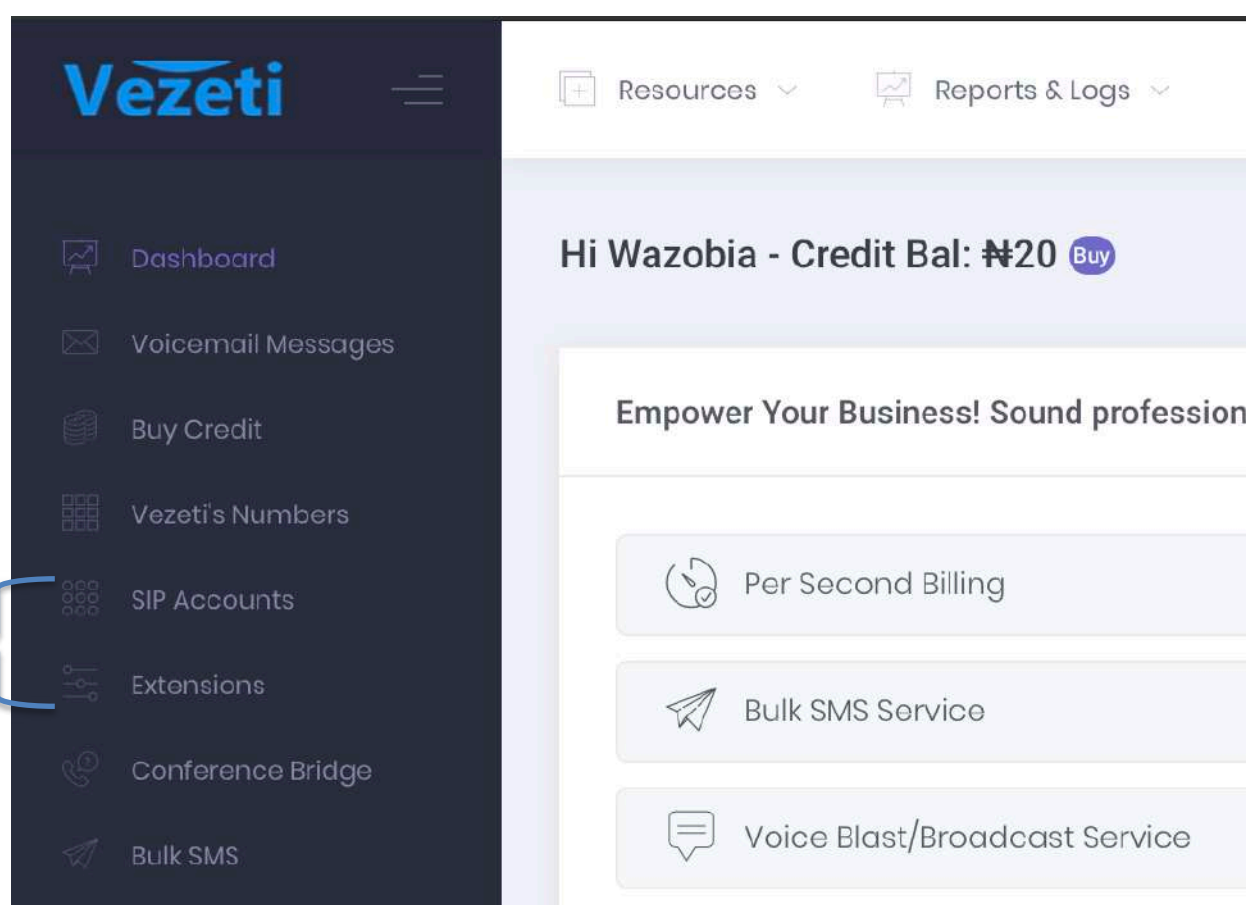 Vezeti
Resources
Reports & Logs
Dashboard
Voicemail Messages
Buy Credit
Vezeti's Numbers
SIP Accounts
Extensions
Conference Bridge
Bulk SMS
Hi Wazobia - Credit Bal: ₦20 Buy
Empower Your Business! Sound profession
Per Second Billing
Bulk SMS Service
Voice Blast/Broadcast Service